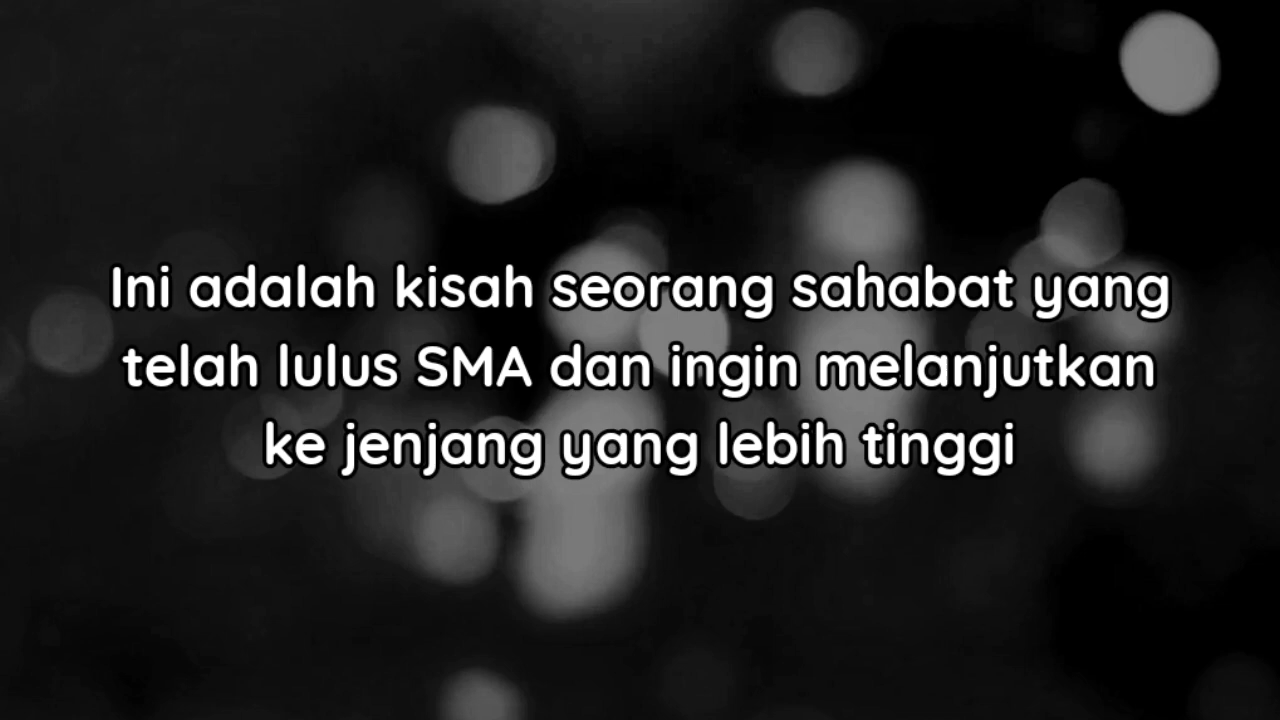 Ini adalah kisah seorang sahabat yang
telah lulus SMA dan ingin melanjutkan
ke jenjang yang lebih tinggi